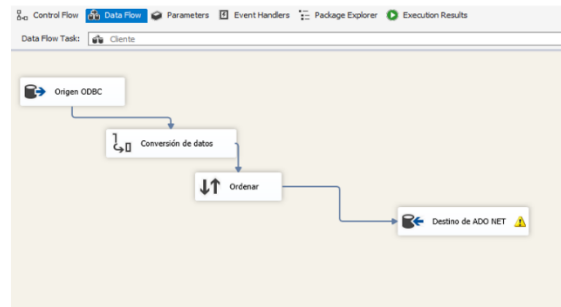 Control Flow Data Flow Parameters Event Handlers Package Explorer Execution Results
Data Flow Task: Cliente
Origen ODBC
Conversión de datos
Ordenar
Destino de ADO NET